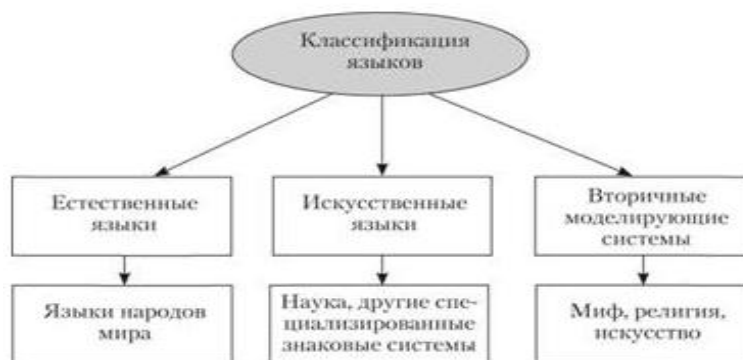 Классификация
языков
Естественные
языки
Искусственные
языки
Вторичные
моделирующие
системы
Языки народов
мира
Наука, другие спе-
циализированные
знаковые системы
Миф, религия,
искусство